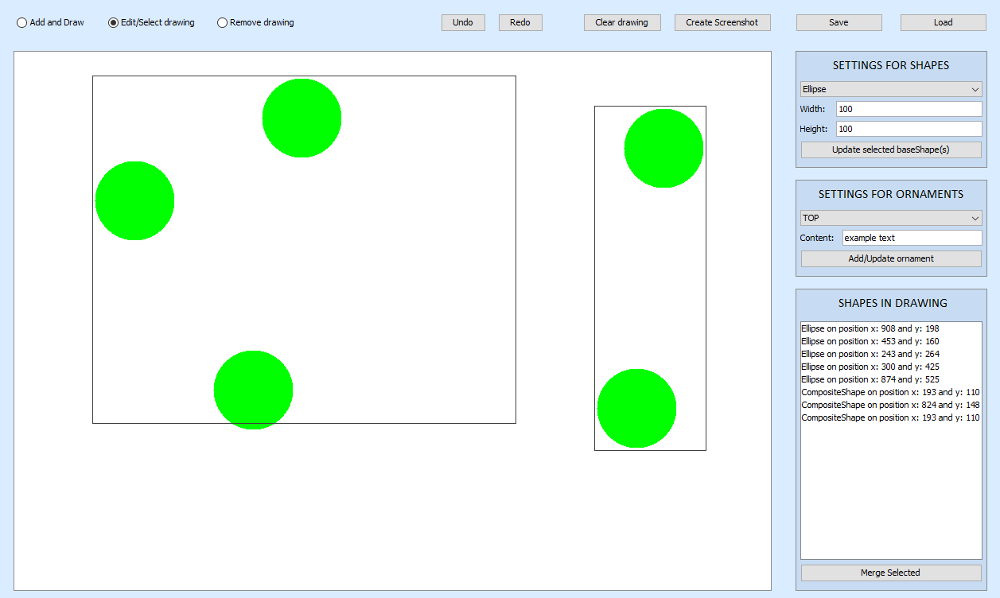 Add and Draw
Edit/Select drawing
Remove drawing
Undo
Redo
Clear drawing
Create Screenshot
Save
Load
SETTINGS FOR SHAPES
Ellipse
Width: 100
Height: 100
Update selected baseShape(s)
SETTINGS FOR ORNAMENTS
TOP
Content: example text
Add/Update ornament
SHAPES IN DRAWING
Ellipse on position x: 908 and y: 198
Ellipse on position x: 453 and y: 160
Ellipse on position x: 243 and y: 264
Ellipse on position x: 300 and y: 425
Ellipse on position x: 874 and y: 525
CompositeShape on position x: 193 and y: 110
CompositeShape on position x: 824 and y: 148
CompositeShape on position x: 193 and y: 110
Merge Selected